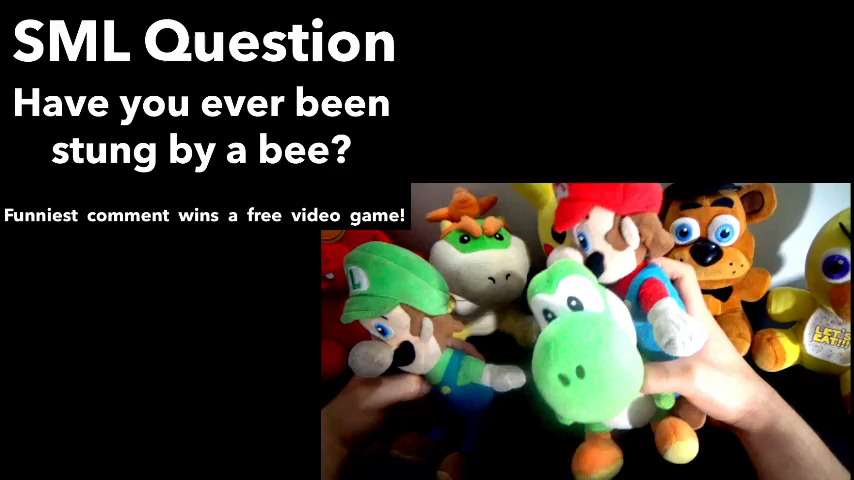 SML Question
Have you ever been
stung by a bee?
Funniest comment wins a free video game!
L
LET'S
EAT!!!